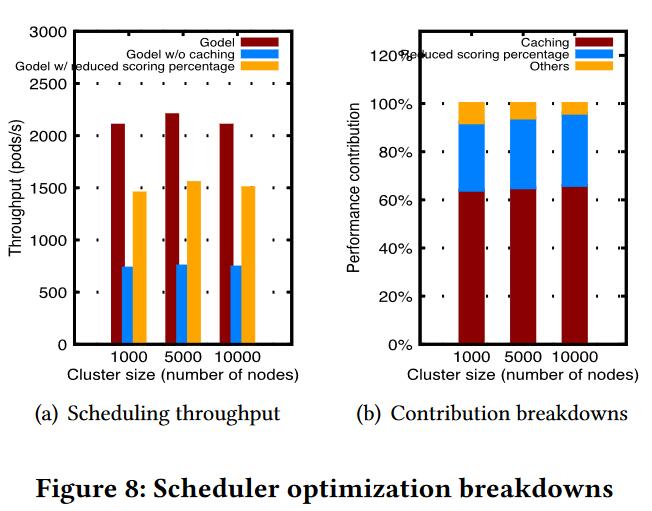 3000
2500
2000
1500
1000
500
0
Throughput (pods/s)
Godel
Godel w/o caching
Godel w/ reduced scoring percentage
1000 5000 10000
Cluster size (number of nodes)
(a) Scheduling throughput
120%
100%
80%
60%
40%
20%
0%
Performance contribution
Caching
Reduced scoring percentage
Others
1000 5000 10000
Cluster size (number of nodes)
(b) Contribution breakdowns
Figure 8: Scheduler optimization breakdowns